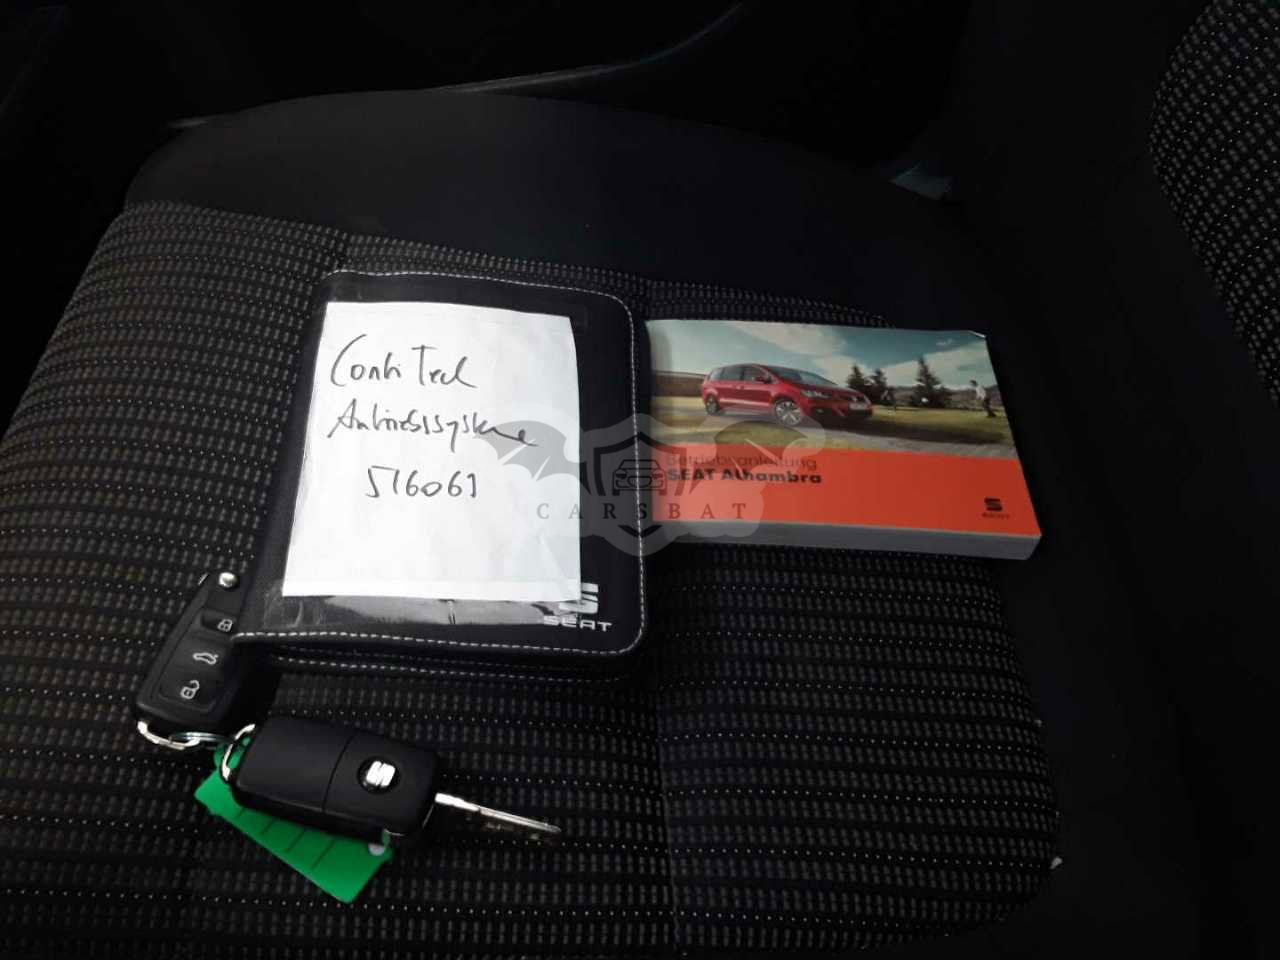 Conti Tech
Antriebssysteme
516061
SEAT
Betriebsanleitung
SEAT Alhambra
CARSBAT